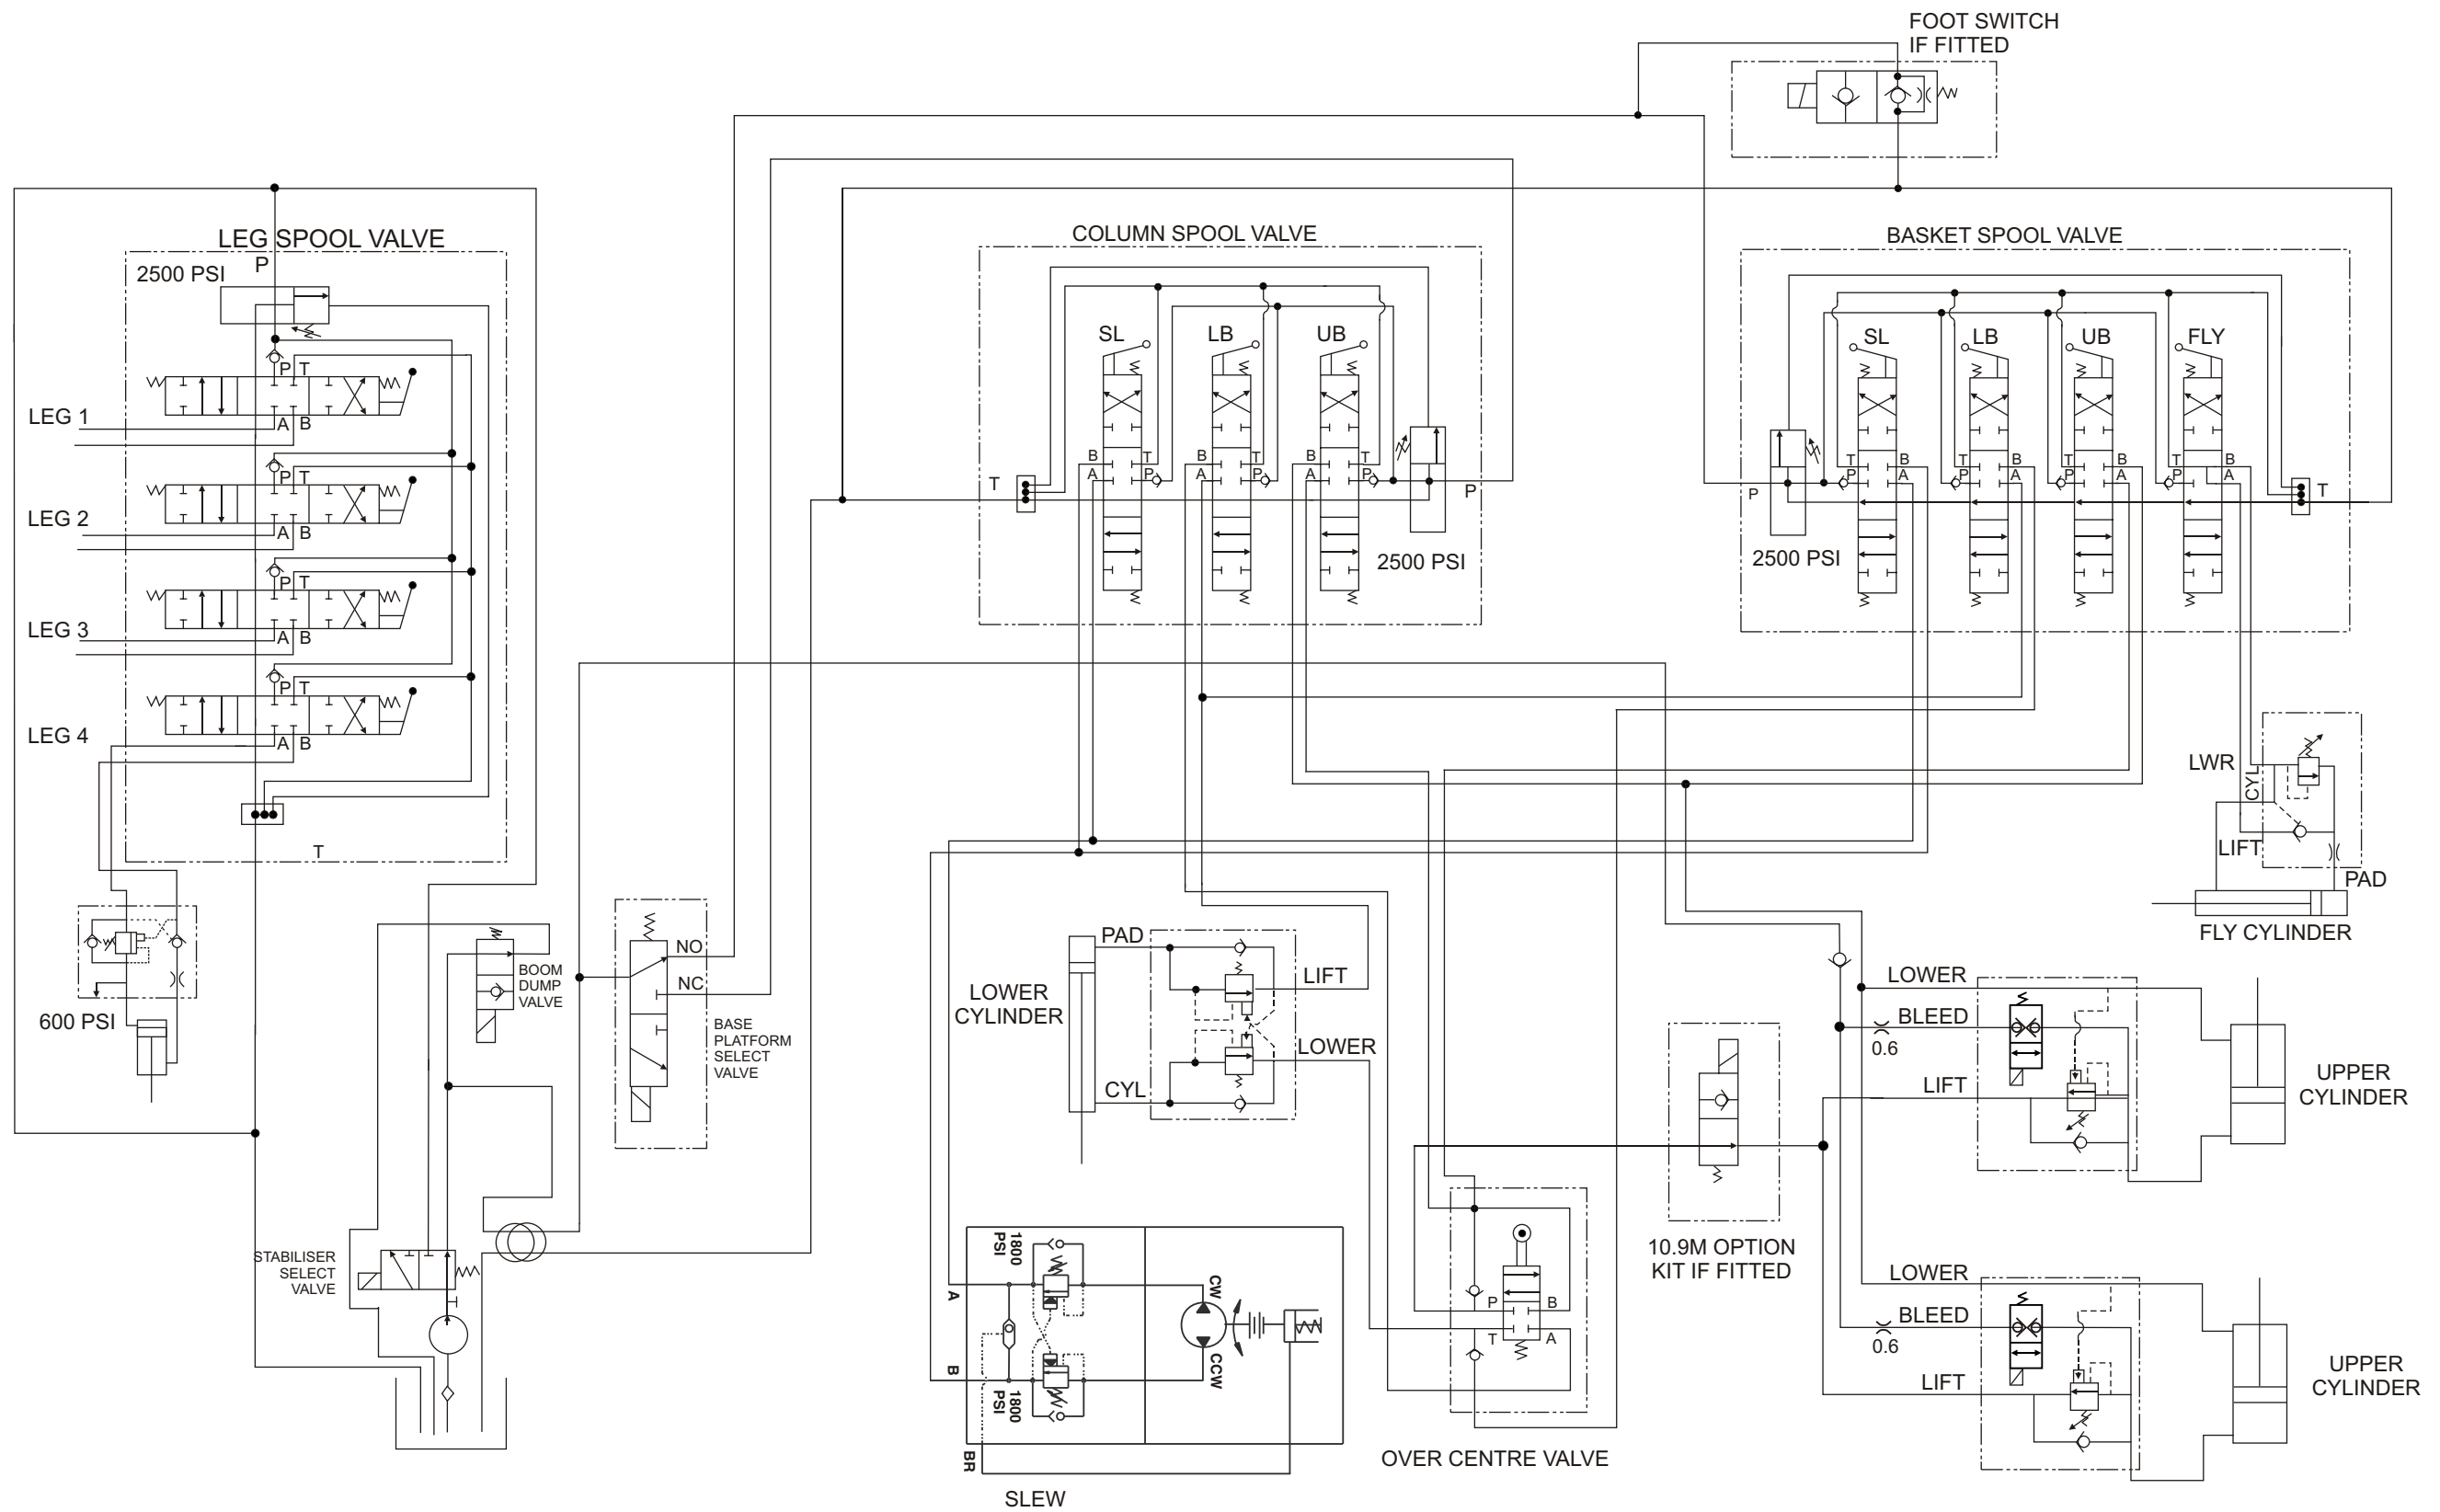 FOOT SWITCH
IF FITTED
LEG SPOOL VALVE
2500 PSI
P
P T
LEG 1
A B
P T
LEG 2
A B
P T
LEG 3
A B
P T
LEG 4
A B
T
600 PSI
COLUMN SPOOL VALVE
SL
LB
UB
B
T
A
P
B
T
A
P
B
T
A
P
T
P
2500 PSI
BASKET SPOOL VALVE
SL
LB
UB
FLY
T
B
P
A
T
B
P
A
T
B
P
A
T
B
P
A
P
T
2500 PSI
LWR
CYL
LIFT
PAD
FLY CYLINDER
BOOM
DUMP
VALVE
NO
NC
BASE
PLATFORM
SELECT
VALVE
STABILISER
SELECT
VALVE
PAD
LIFT
LOWER
CYLINDER
LOWER
CYL
1800
PSI
A
CW
CCW
B
1800
PSI
BR
SLEW
P
B
T
A
OVER CENTRE VALVE
10.9M OPTION
KIT IF FITTED
LOWER
BLEED
0.6
LIFT
UPPER
CYLINDER
LOWER
BLEED
0.6
LIFT
UPPER
CYLINDER